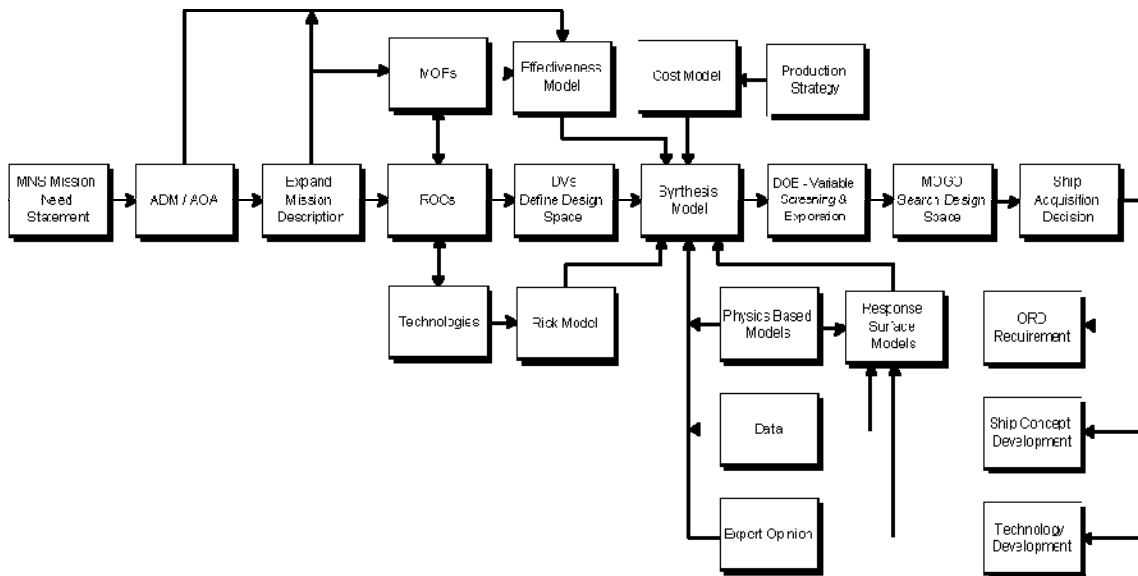 MOFs
Effectiveness
Model
Cost Model
Production
Strategy
MNS Mission
Need
Statement
ADM / AOA
Expand
Mission
Description
ROCs
DVs
Define Design
Space
Synthesis
Model
DOE - Variable
Screening &
Exploration
MOGO
Search Design
Space
Ship
Acquisition
Decision
Technologies
Risk Model
Physics Based
Models
Response
Surface
Models
ORD
Requirement
Data
Ship Concept
Development
Expert Opinion
Technology
Development